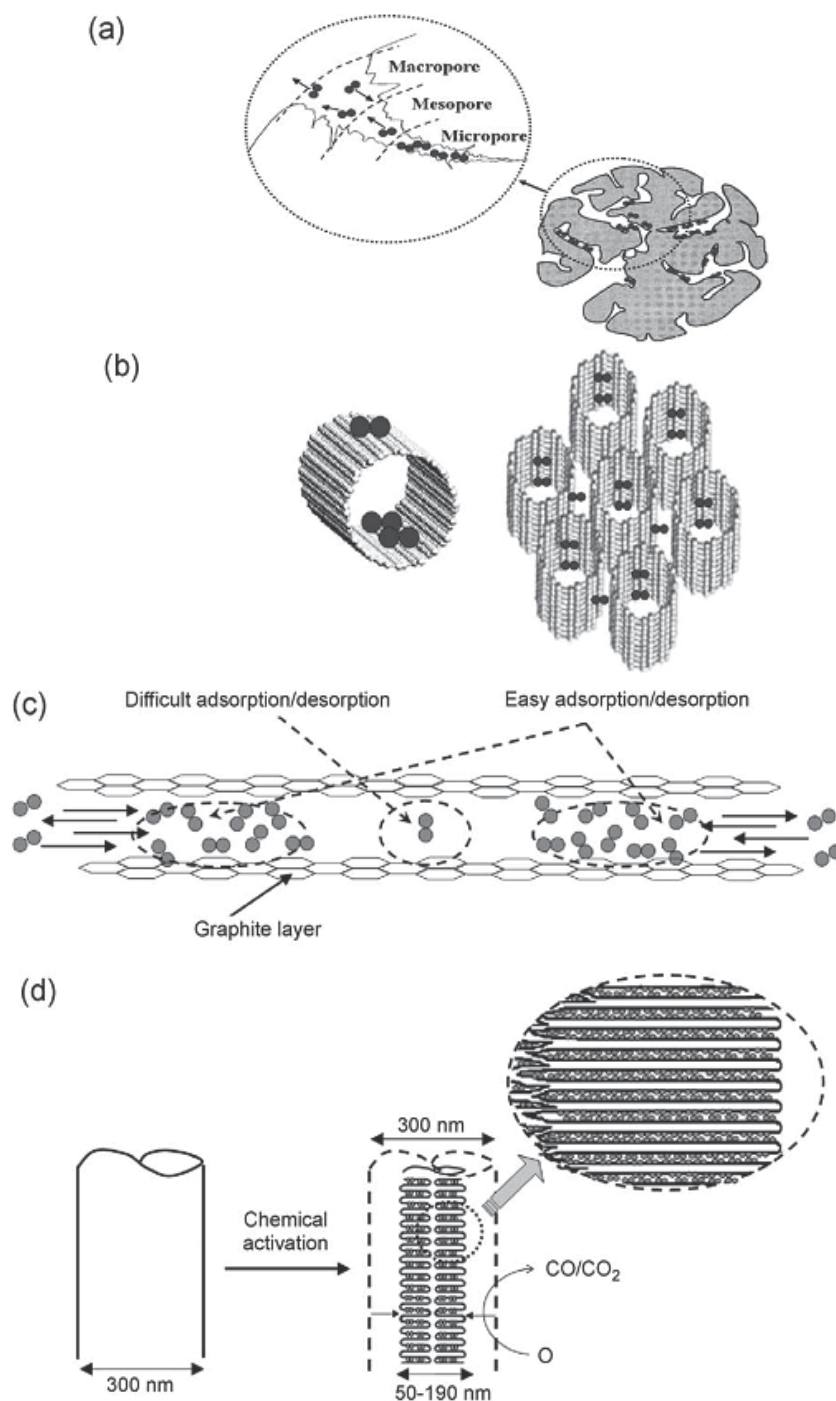 (a)
Macropore
Mesopore
Micropore
(b)
(c)
Difficult adsorption/desorption
Easy adsorption/desorption
Graphite layer
(d)
300 nm
Chemical
activation
CO/CO₂
O
300 nm
50-190 nm